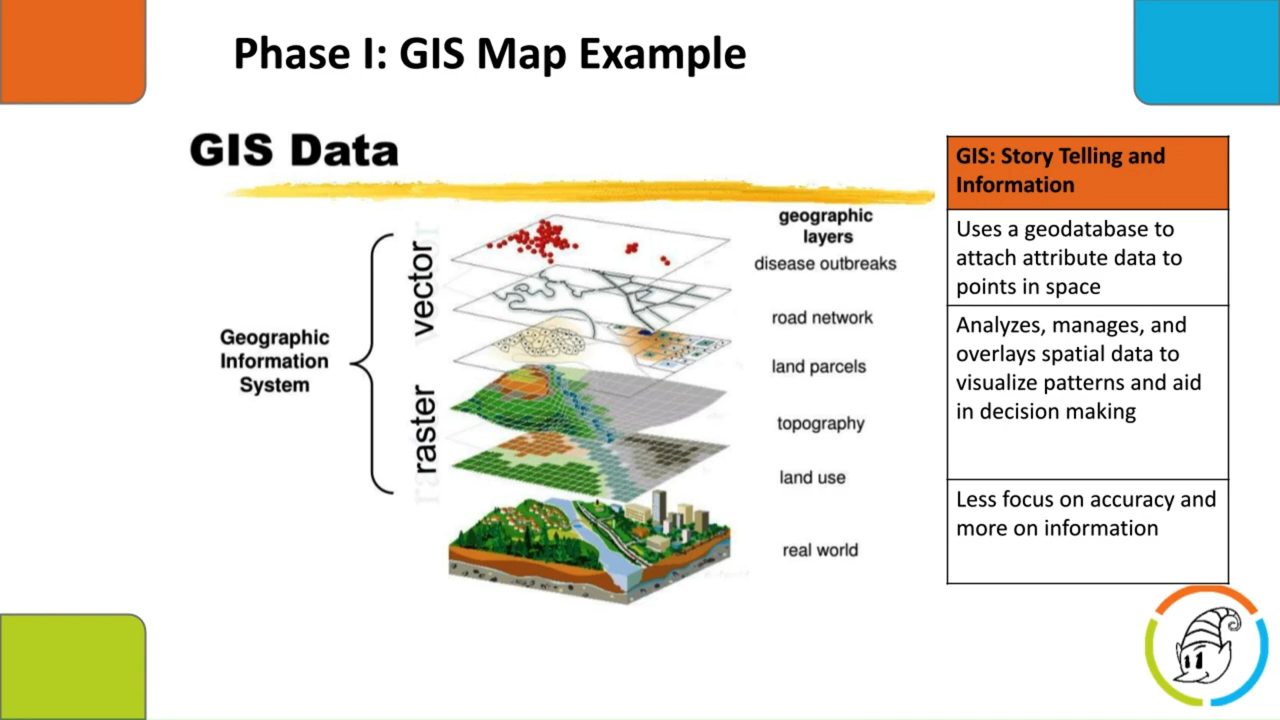 Phase I: GIS Map Example
GIS Data
geographic
layers
disease outbreaks
road network
land parcels
topography
land use
real world
vector
raster
Geographic
Information
System
GIS: Story Telling and
Information
Uses a geodatabase to
attach attribute data to
points in space
Analyzes, manages, and
overlays spatial data to
visualize patterns and aid
in decision making
Less focus on accuracy and
more on information